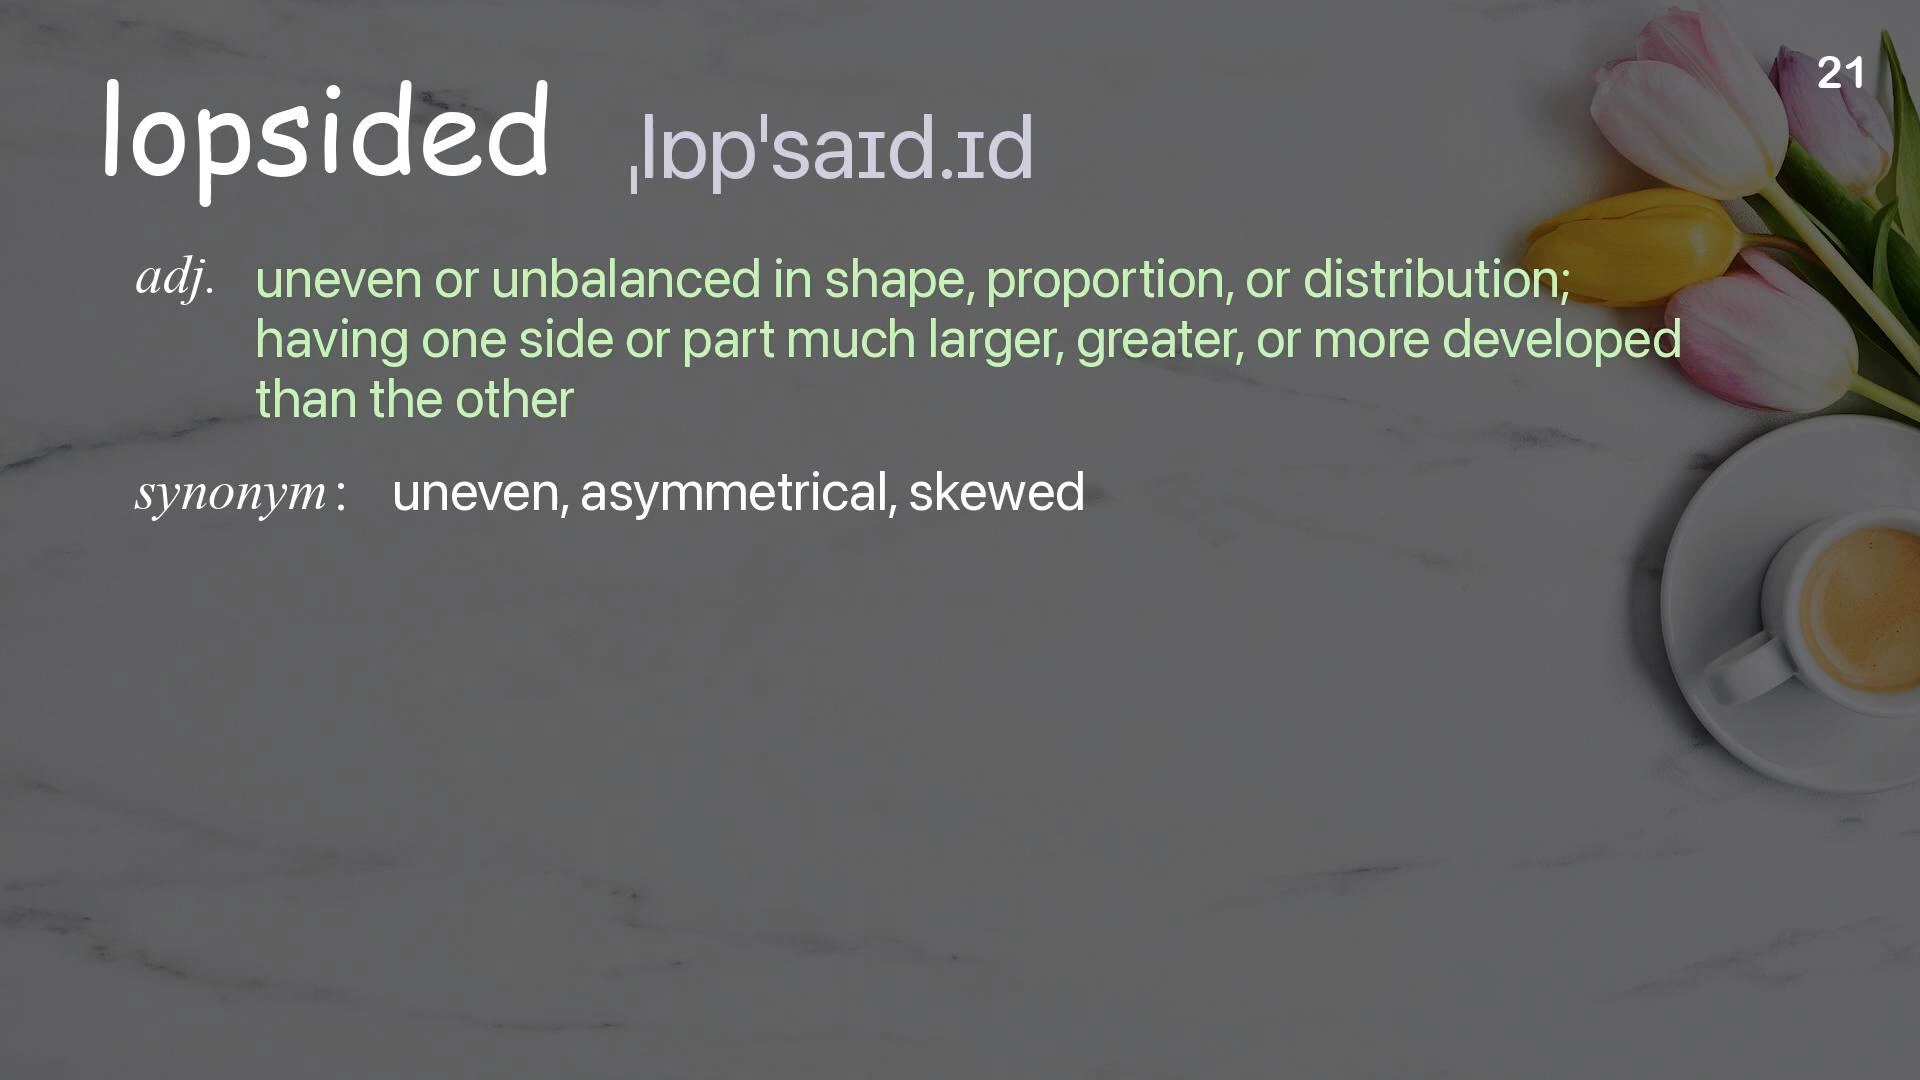 21
lopsided ˌlɒpˈsaɪd.ɪd
adj. uneven or unbalanced in shape, proportion, or distribution;
having one side or part much larger, greater, or more developed
than the other
synonym: uneven, asymmetrical, skewed